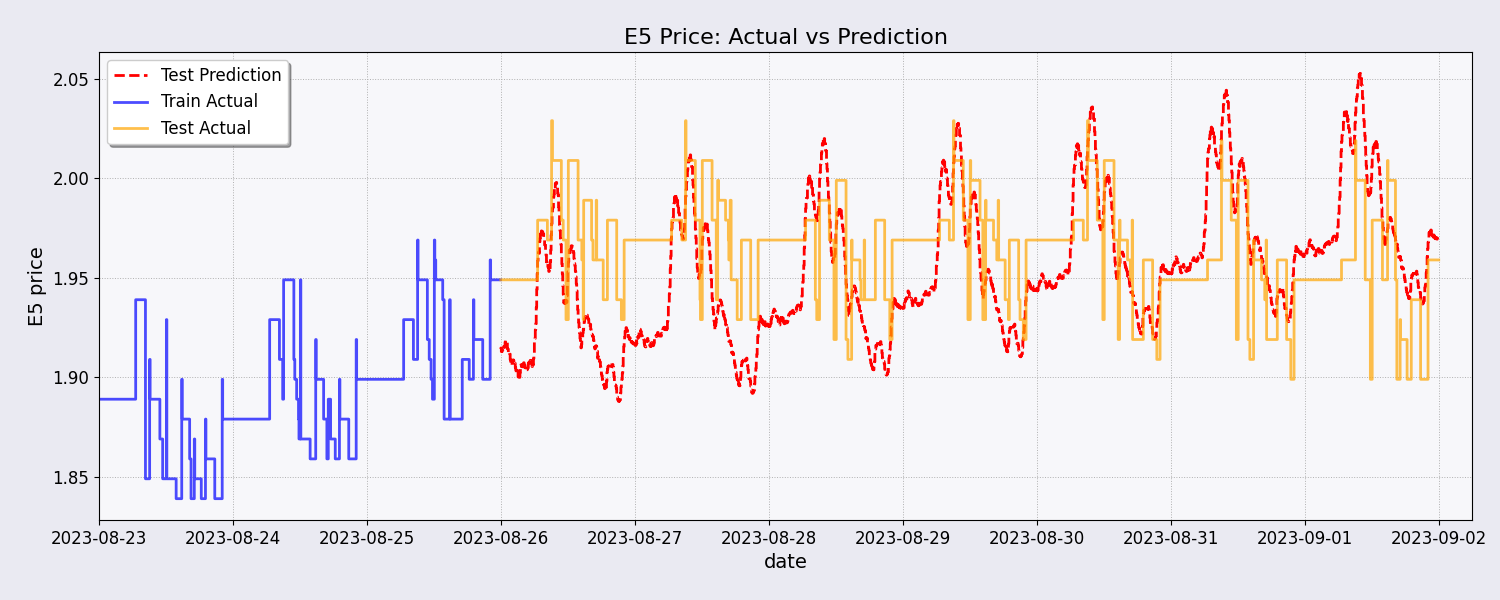 E5 Price: Actual vs Prediction
Test Prediction
Train Actual
Test Actual
E5 price
2.05
2.00
1.95
1.90
1.85
2023-08-23
2023-08-24
2023-08-25
2023-08-26
2023-08-27
2023-08-28
2023-08-29
2023-08-30
2023-08-31
2023-09-01
2023-09-02
date